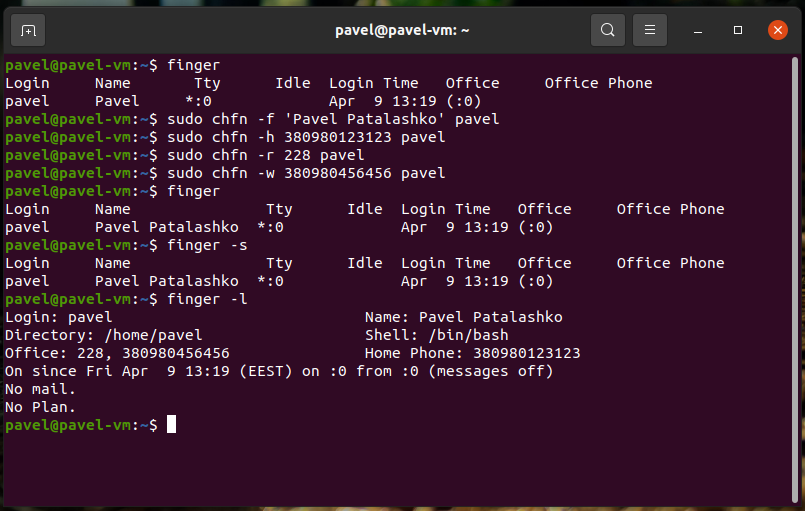 pavel@pavel-vm: ~
pavel@pavel-vm:~$ finger
Login     Name       Tty      Idle  Login Time   Office     Office Phone
pavel     Pavel     *:0             Apr  9 13:19 (:0)
pavel@pavel-vm:~$ sudo chfn -f 'Pavel Patalashko' pavel
pavel@pavel-vm:~$ sudo chfn -h 380980123123 pavel
pavel@pavel-vm:~$ sudo chfn -r 228 pavel
pavel@pavel-vm:~$ sudo chfn -w 380980456456 pavel
pavel@pavel-vm:~$ finger
Login     Name               Tty      Idle  Login Time   Office     Office Phone
pavel     Pavel Patalashko  *:0             Apr  9 13:19 (:0)
pavel@pavel-vm:~$ finger -s
Login     Name               Tty      Idle  Login Time   Office     Office Phone
pavel     Pavel Patalashko  *:0             Apr  9 13:19 (:0)
pavel@pavel-vm:~$ finger -l
Login: pavel                            Name: Pavel Patalashko
Directory: /home/pavel                  Shell: /bin/bash
Office: 228, 380980456456               Home Phone: 380980123123
On since Fri Apr  9 13:19 (EEST) on :0 from :0 (messages off)
No mail.
No Plan.
pavel@pavel-vm:~$